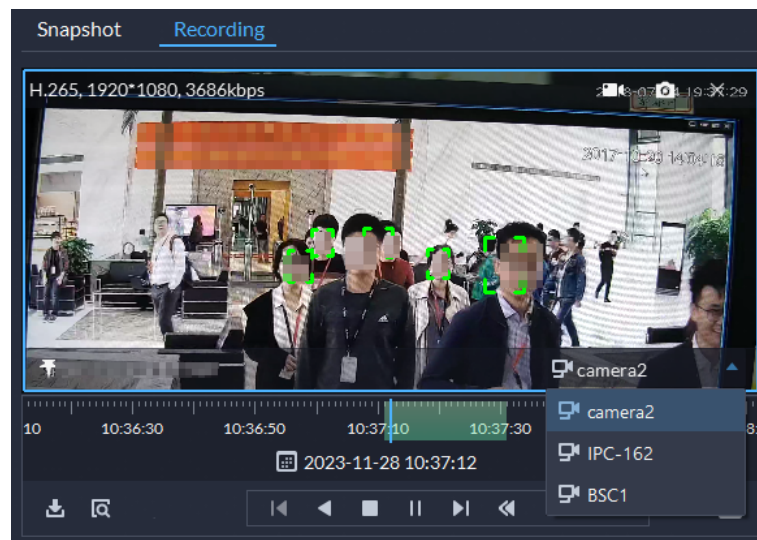 Snapshot Recording
H.265, 1920*1080, 3686kbps
camera2
10 10:36:30 10:36:50 10:37:10 10:37:30
camera2
2023-11-28 10:37:12
IPC-162
BSC1